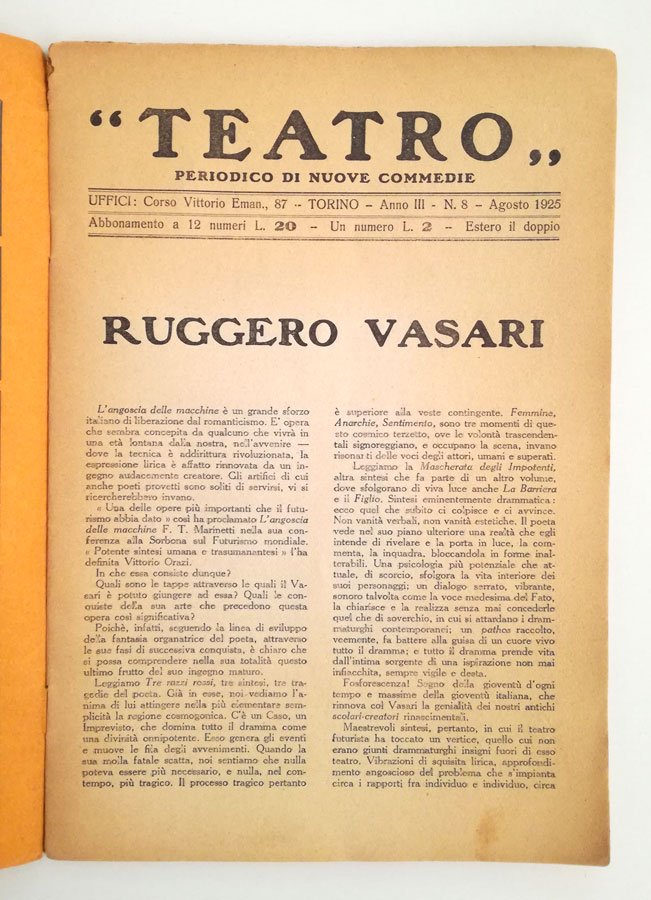 “TEATRO„
PERIODICO DI NUOVE COMMEDIE
UFFICI: Corso Vittorio Eman., 87 -- TORINO -- Anno III - N. 8 -- Agosto 1925
Abbonamento a 12 numeri L. 20 -- Un numero L. 2 -- Estero il doppio
RUGGERO VASARI
L'angoscia delle macchine è un grande sforzo
italiano di liberazione dal romanticismo. E' opera
che sembra concepita da qualcuno che vivrà in
una età lontana dalla nostra, nell'avvenire —
dove la tecnica è addirittura rivoluzionata, la
espressione lirica è affatto rinnovata da un in-
gegno audacemente creatore. Gli artifici di cui
anche poeti provetti sono soliti di servirsi, vi si
ricercherebbero invano.
« Una delle opere più importanti che il futu-
rismo abbia dato » così ha proclamato L'angoscia
delle macchine F. T. Marinetti nella sua con-
ferenza alla Sorbona sul Futurismo mondiale.
« Potente sintesi umana e trasumanantesi » l'ha
definita Vittorio Orazi.
In che essa consiste dunque?
Quali sono le tappe attraverso le quali il Va-
sari è potuto giungere ad essa? Quali le con-
quiste della sua arte che precedono questa
opera così significativa?
Poichè, infatti, seguendo la linea di sviluppo
della fantasia organatrice del poeta, attraverso
le sue fasi di successiva conquista, è chiaro che
si possa comprendere nella sua totalità questo
ultimo frutto del suo ingegno maturo.
Leggiamo Tre razzi rossi, tre sintesi, tre tra-
gedie del poeta. Già in esse, noi vediamo l'a-
nima di lui attingere nella più elementare sem-
plicità la regione cosmogonica. C'è un Caso, un
Imprevisto, che domina tutto il dramma come
una divinità onnipotente. Esso genera gli eventi
e muove le fila degli avvenimenti. Quando la
sua molla fatale scatta, noi sentiamo che nulla
poteva essere più necessario, e nulla, nel con-
tempo, più tragico. Il processo tragico pertanto
è superiore alla veste contingente. Femmine,
Anarchie, Sentimento, sono tre momenti di que-
sto cosmico terzetto, ove le volontà trascenden-
tali signoreggiano, e occupano la scena, invano
risonanti delle voci degli attori, umani e superati.
Leggiamo la Mascherata degli Impotenti,
altra sintesi che fa parte di un altro volume,
dove sfolgorano di viva luce anche La Barriera
e il Figlio. Sintesi eminentemente drammatica:
ecco quel che subito ci colpisce e ci avvince.
Non vanità verbali, non vanità estetiche. Il poeta
vede nel suo piano ulteriore una realtà che egli
intende di rivelare e la porta in luce, la com-
menta, la inquadra, bloccandola in forme inal-
terabili. Una psicologia più potenziale che at-
tuale, di scorcio, sfolgora la vita interiore dei
suoi personaggi; un dialogo serrato, vibrante,
sonoro talvolta come la voce medesima del Fato,
la chiarisce e la realizza senza mai concederle
quel che di soverchio, in cui si attardano i dram-
maturghi contemporanei; un pathos raccolto,
veemente, fa battere alla guisa di un cuore vivo
tutto il dramma; e tutto il dramma prende vita
dall'intima sorgente di una ispirazione non mai
infiacchita, sempre vigile e desta.
Fosforescenza! Segno della gioventù d'ogni
tempo e massime della gioventù italiana, che
rinnova col Vasari la genialità dei nostri antichi
scolari-creatori rinascimentali.
Maestrevoli sintesi, pertanto, in cui il teatro
futurista ha toccato un vertice, quello cui non
erano giunti drammaturghi insigni fuori di esso
teatro. Vibrazioni di squisita lirica, approfondi-
mento angoscioso del problema che s'impianta
circa i rapporti fra individuo e individuo, circa